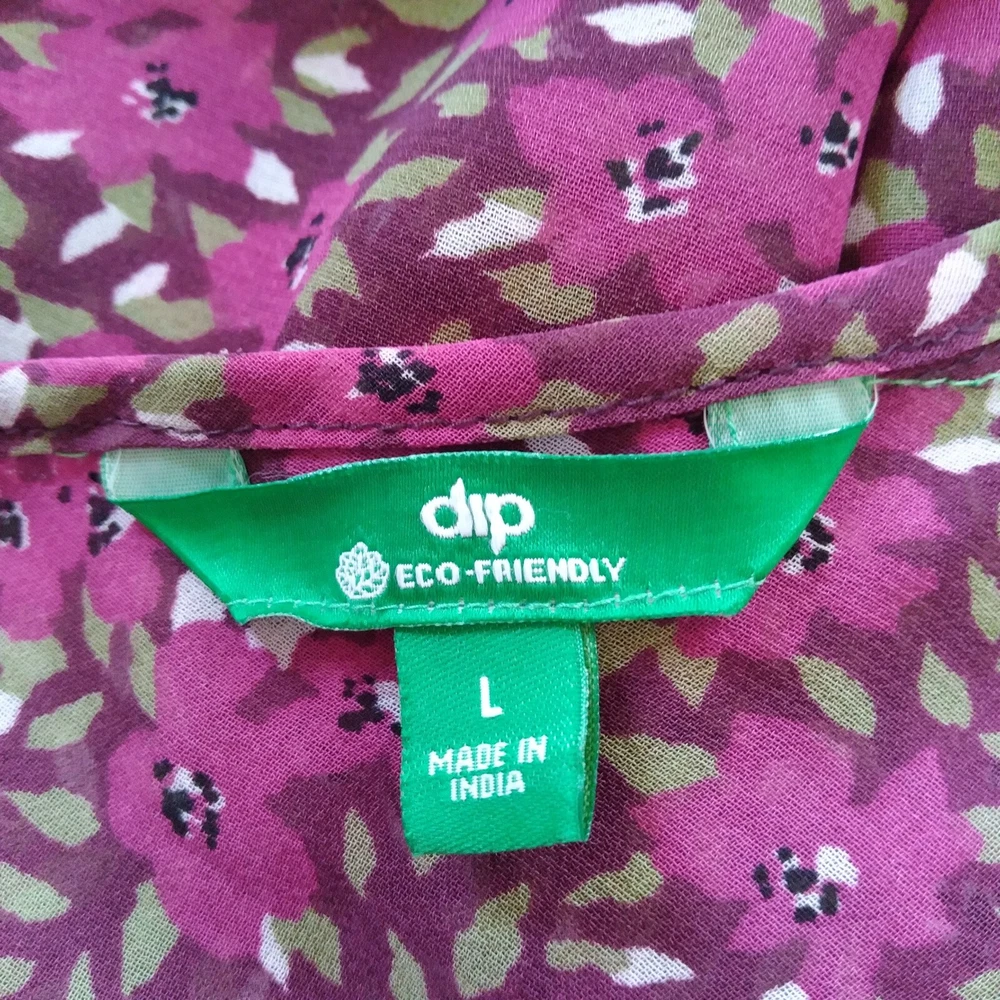 dip
ECO-FRIENDLY
L
MADE IN
INDIA